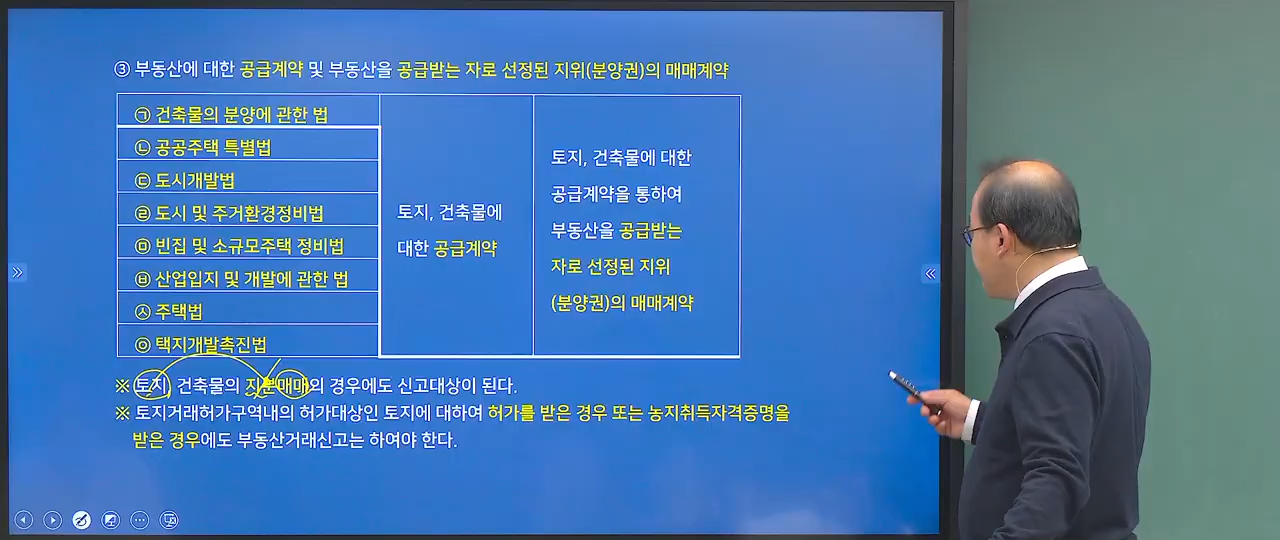 ③ 부동산에 대한 공급계약 및 부동산을 공급받는 자로 선정된 지위(분양권)의 매매계약
㉠ 건축물의 분양에 관한 법
㉡ 공공주택 특별법
㉢ 도시개발법
㉣ 도시 및 주거환경정비법
㉤ 빈집 및 소규모주택 정비법
㉥ 산업입지 및 개발에 관한 법
㉦ 주택법
㉧ 택지개발촉진법
토지, 건축물에
대한 공급계약
토지, 건축물에 대한
공급계약을 통하여
부동산을 공급받는
자로 선정된 지위
(분양권)의 매매계약
※ 토지, 건축물의 지분매매의 경우에도 신고대상이 된다.
※ 토지거래허가구역내의 허가대상인 토지에 대하여 허가를 받은 경우 또는 농지취득자격증명을
받은 경우에도 부동산거래신고는 하여야 한다.